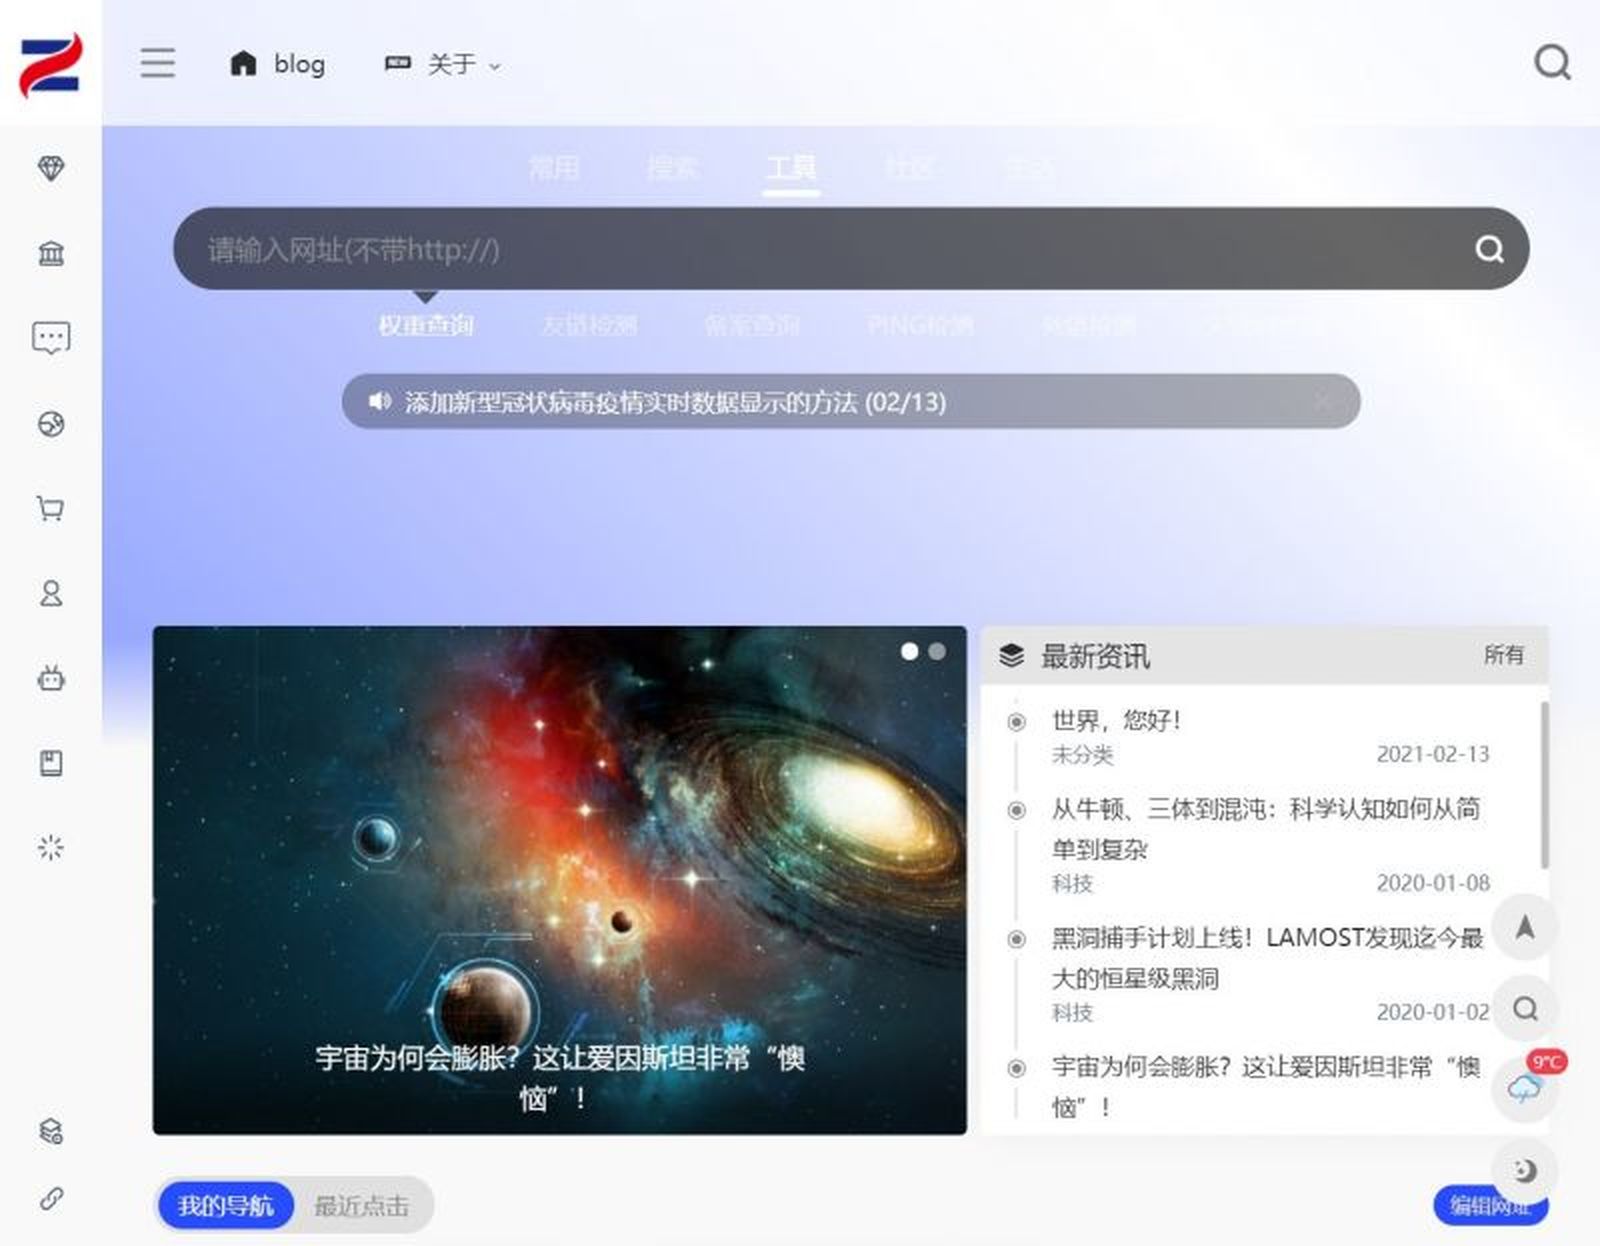 blog
关于
常用 搜索 工具 社区 生活
请输入网址(不带http://)
权重查询 友链检测 备案查询 PING检测 死链检测
添加新型冠状病毒疫情实时数据显示的方法 (02/13)
宇宙为何会膨胀？这让爱因斯坦非常“懊
恼”！
最新资讯 所有
世界，您好！
未分类 2021-02-13
从牛顿、三体到混沌：科学认知如何从简
单到复杂
科技 2020-01-08
黑洞捕手计划上线！LAMOST发现迄今最
大的恒星级黑洞
科技 2020-01-02
宇宙为何会膨胀？这让爱因斯坦非常“懊
恼”！
9℃
我的导航 最近点击
编辑网址